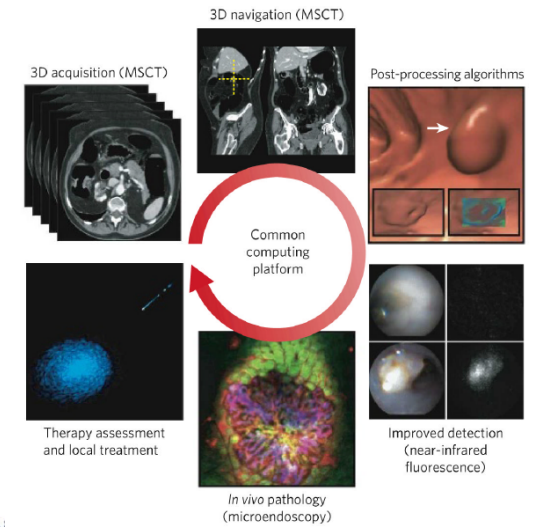 3D navigation (MSCT)
3D acquisition (MSCT)
Post-processing algorithms
Common
computing
platform
Therapy assessment
and local treatment
In vivo pathology
(microendoscopy)
Improved detection
(near-infrared
fluorescence)